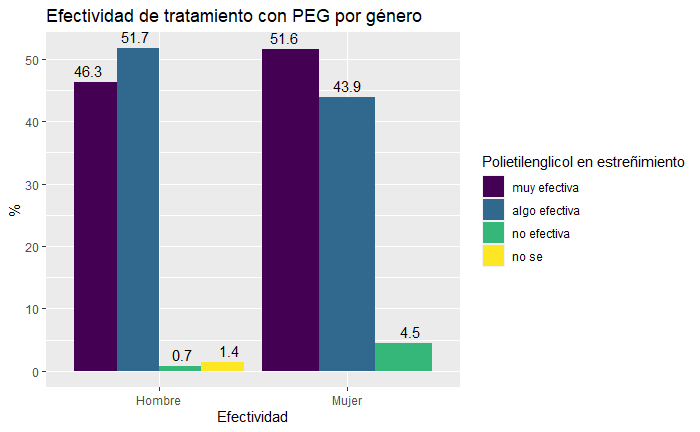 Efectividad de tratamiento con PEG por género
%
50
40
30
20
10
0
46.3
51.7
0.7
1.4
51.6
43.9
4.5
Hombre
Mujer
Efectividad
Polietilenglicol en estreñimiento
muy efectiva
algo efectiva
no efectiva
no se